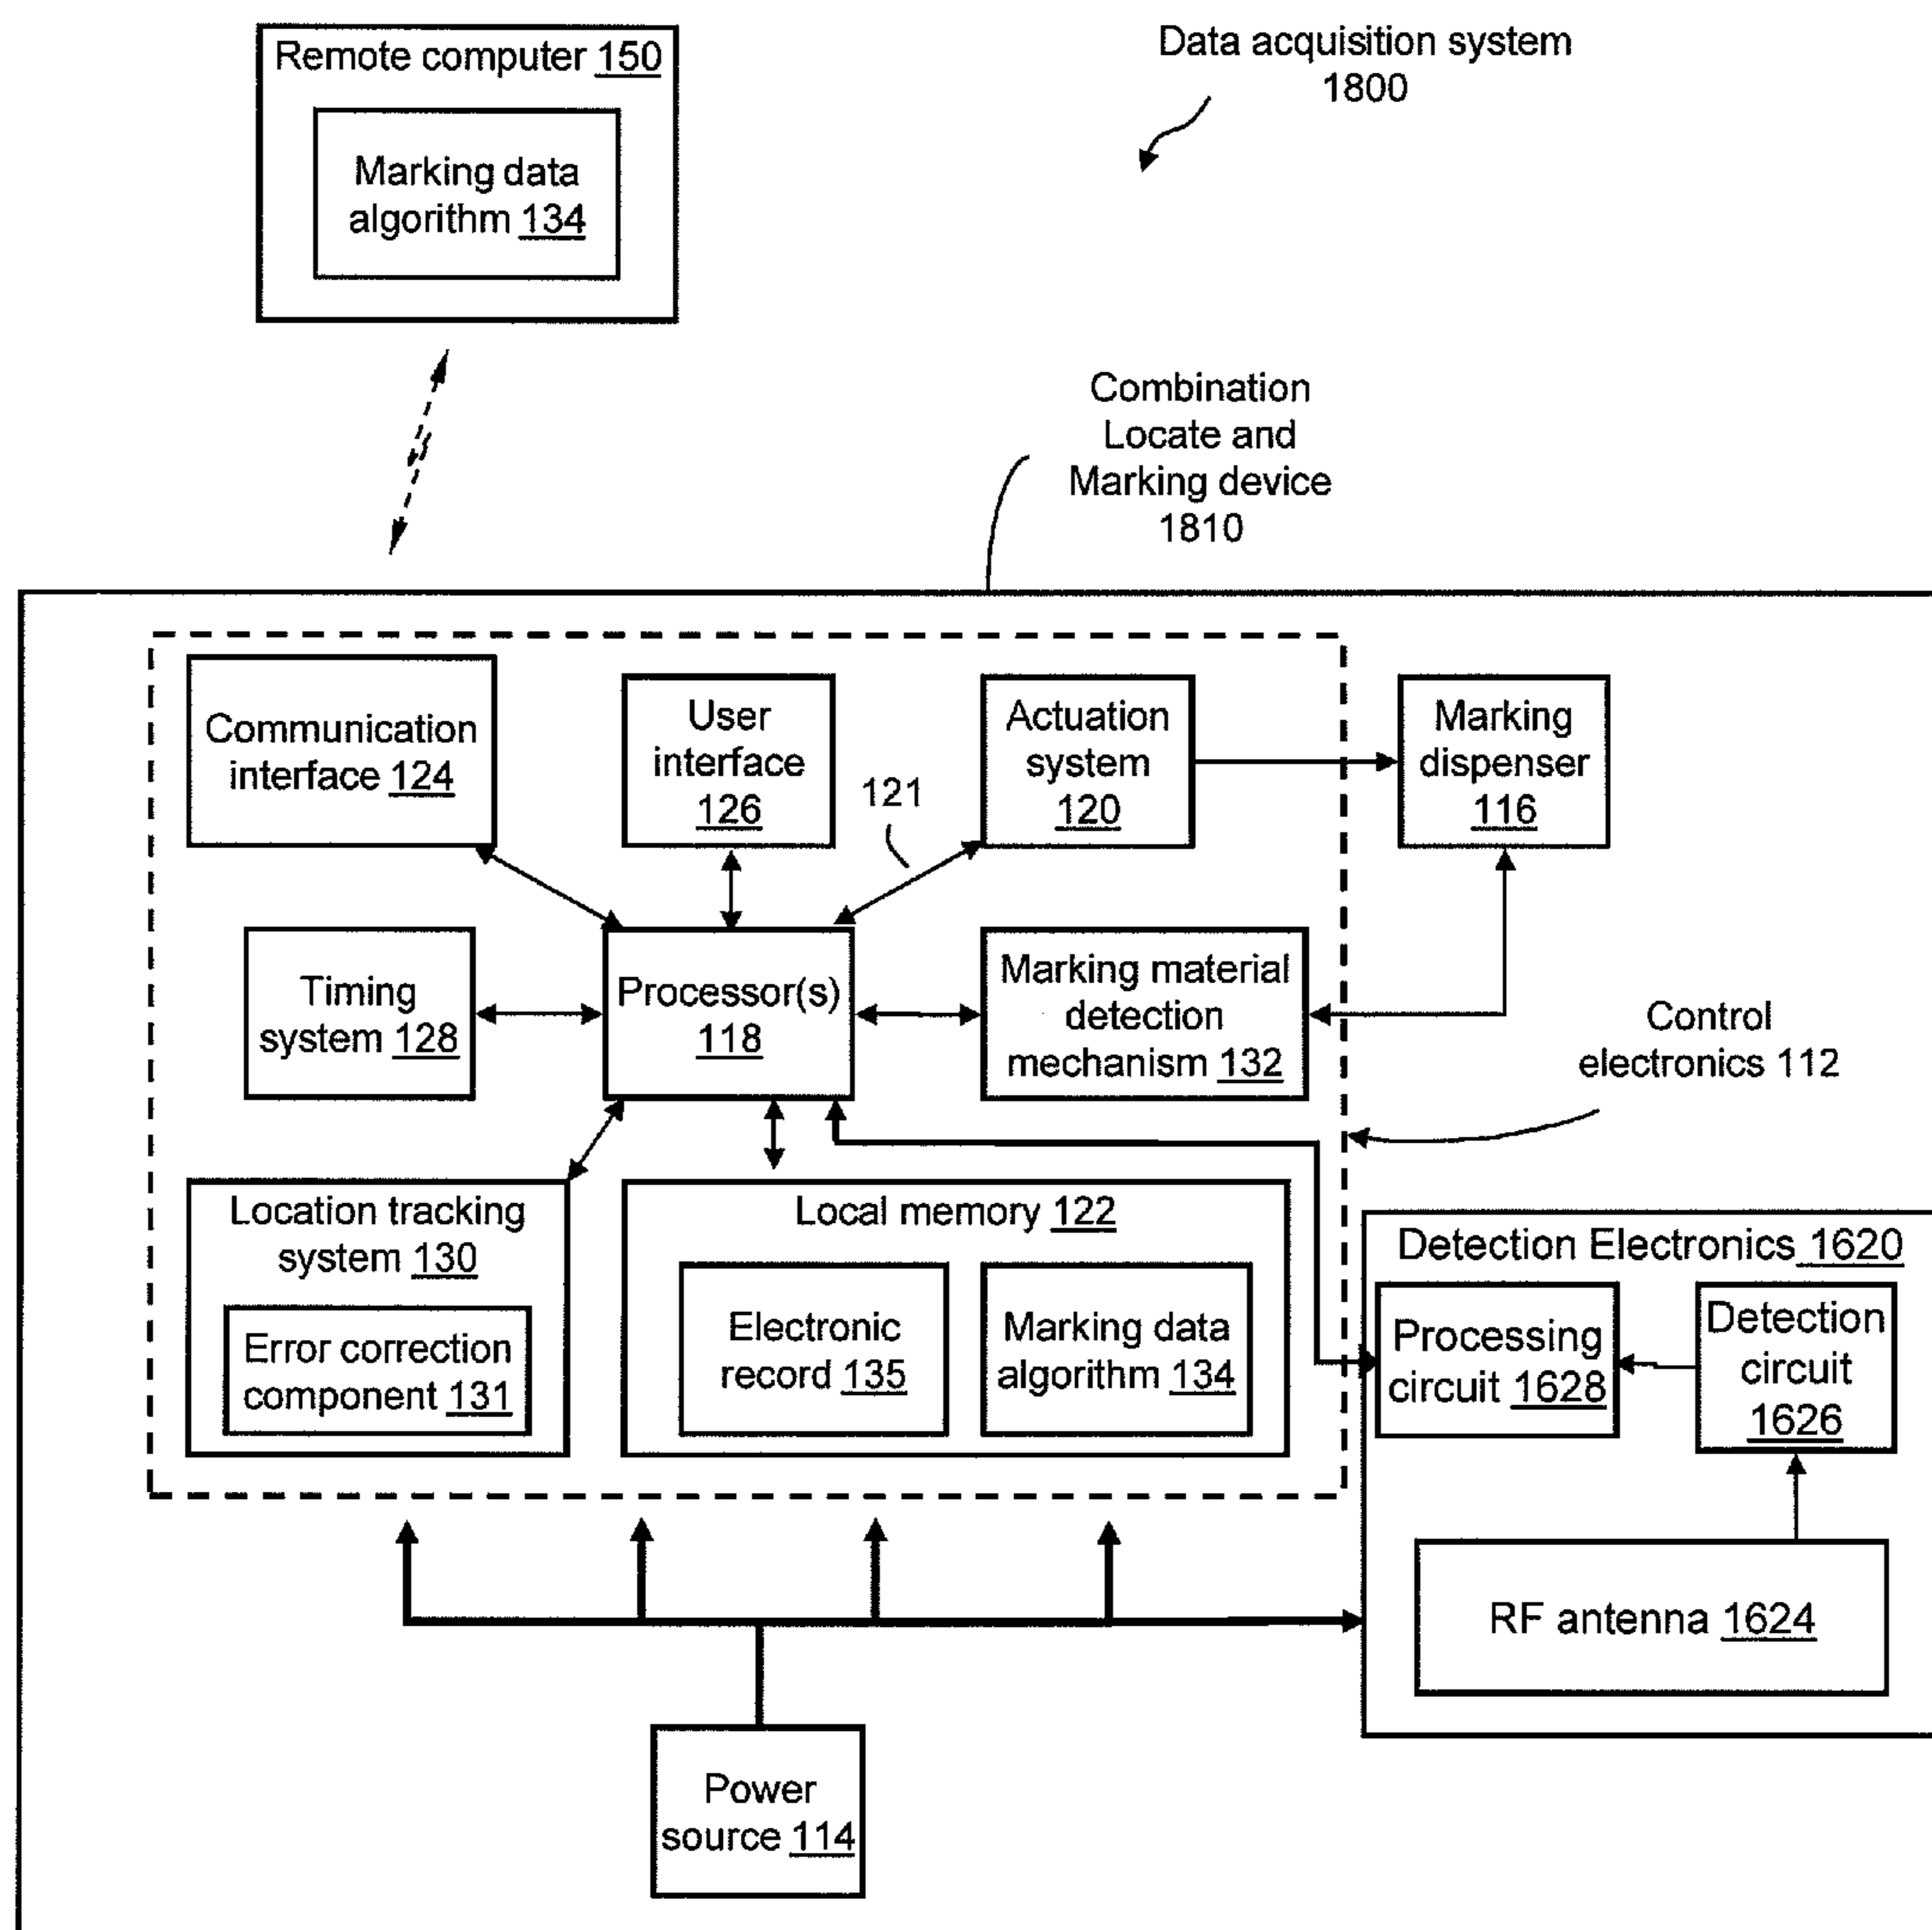 Remote computer 150
Marking data
algorithm 134
Data acquisition system
1800
Combination
Locate and
Marking device
1810
Communication
interface 124
User
interface
126
Actuation
system
120
Marking
dispenser
116
121
Timing
system 128
Processor(s)
118
Marking material
detection
mechanism 132
Control
electronics 112
Location tracking
system 130
Error correction
component 131
Local memory 122
Electronic
record 135
Marking data
algorithm 134
Detection Electronics 1620
Processing
circuit 1628
Detection
circuit
1626
RF antenna 1624
Power
source 114